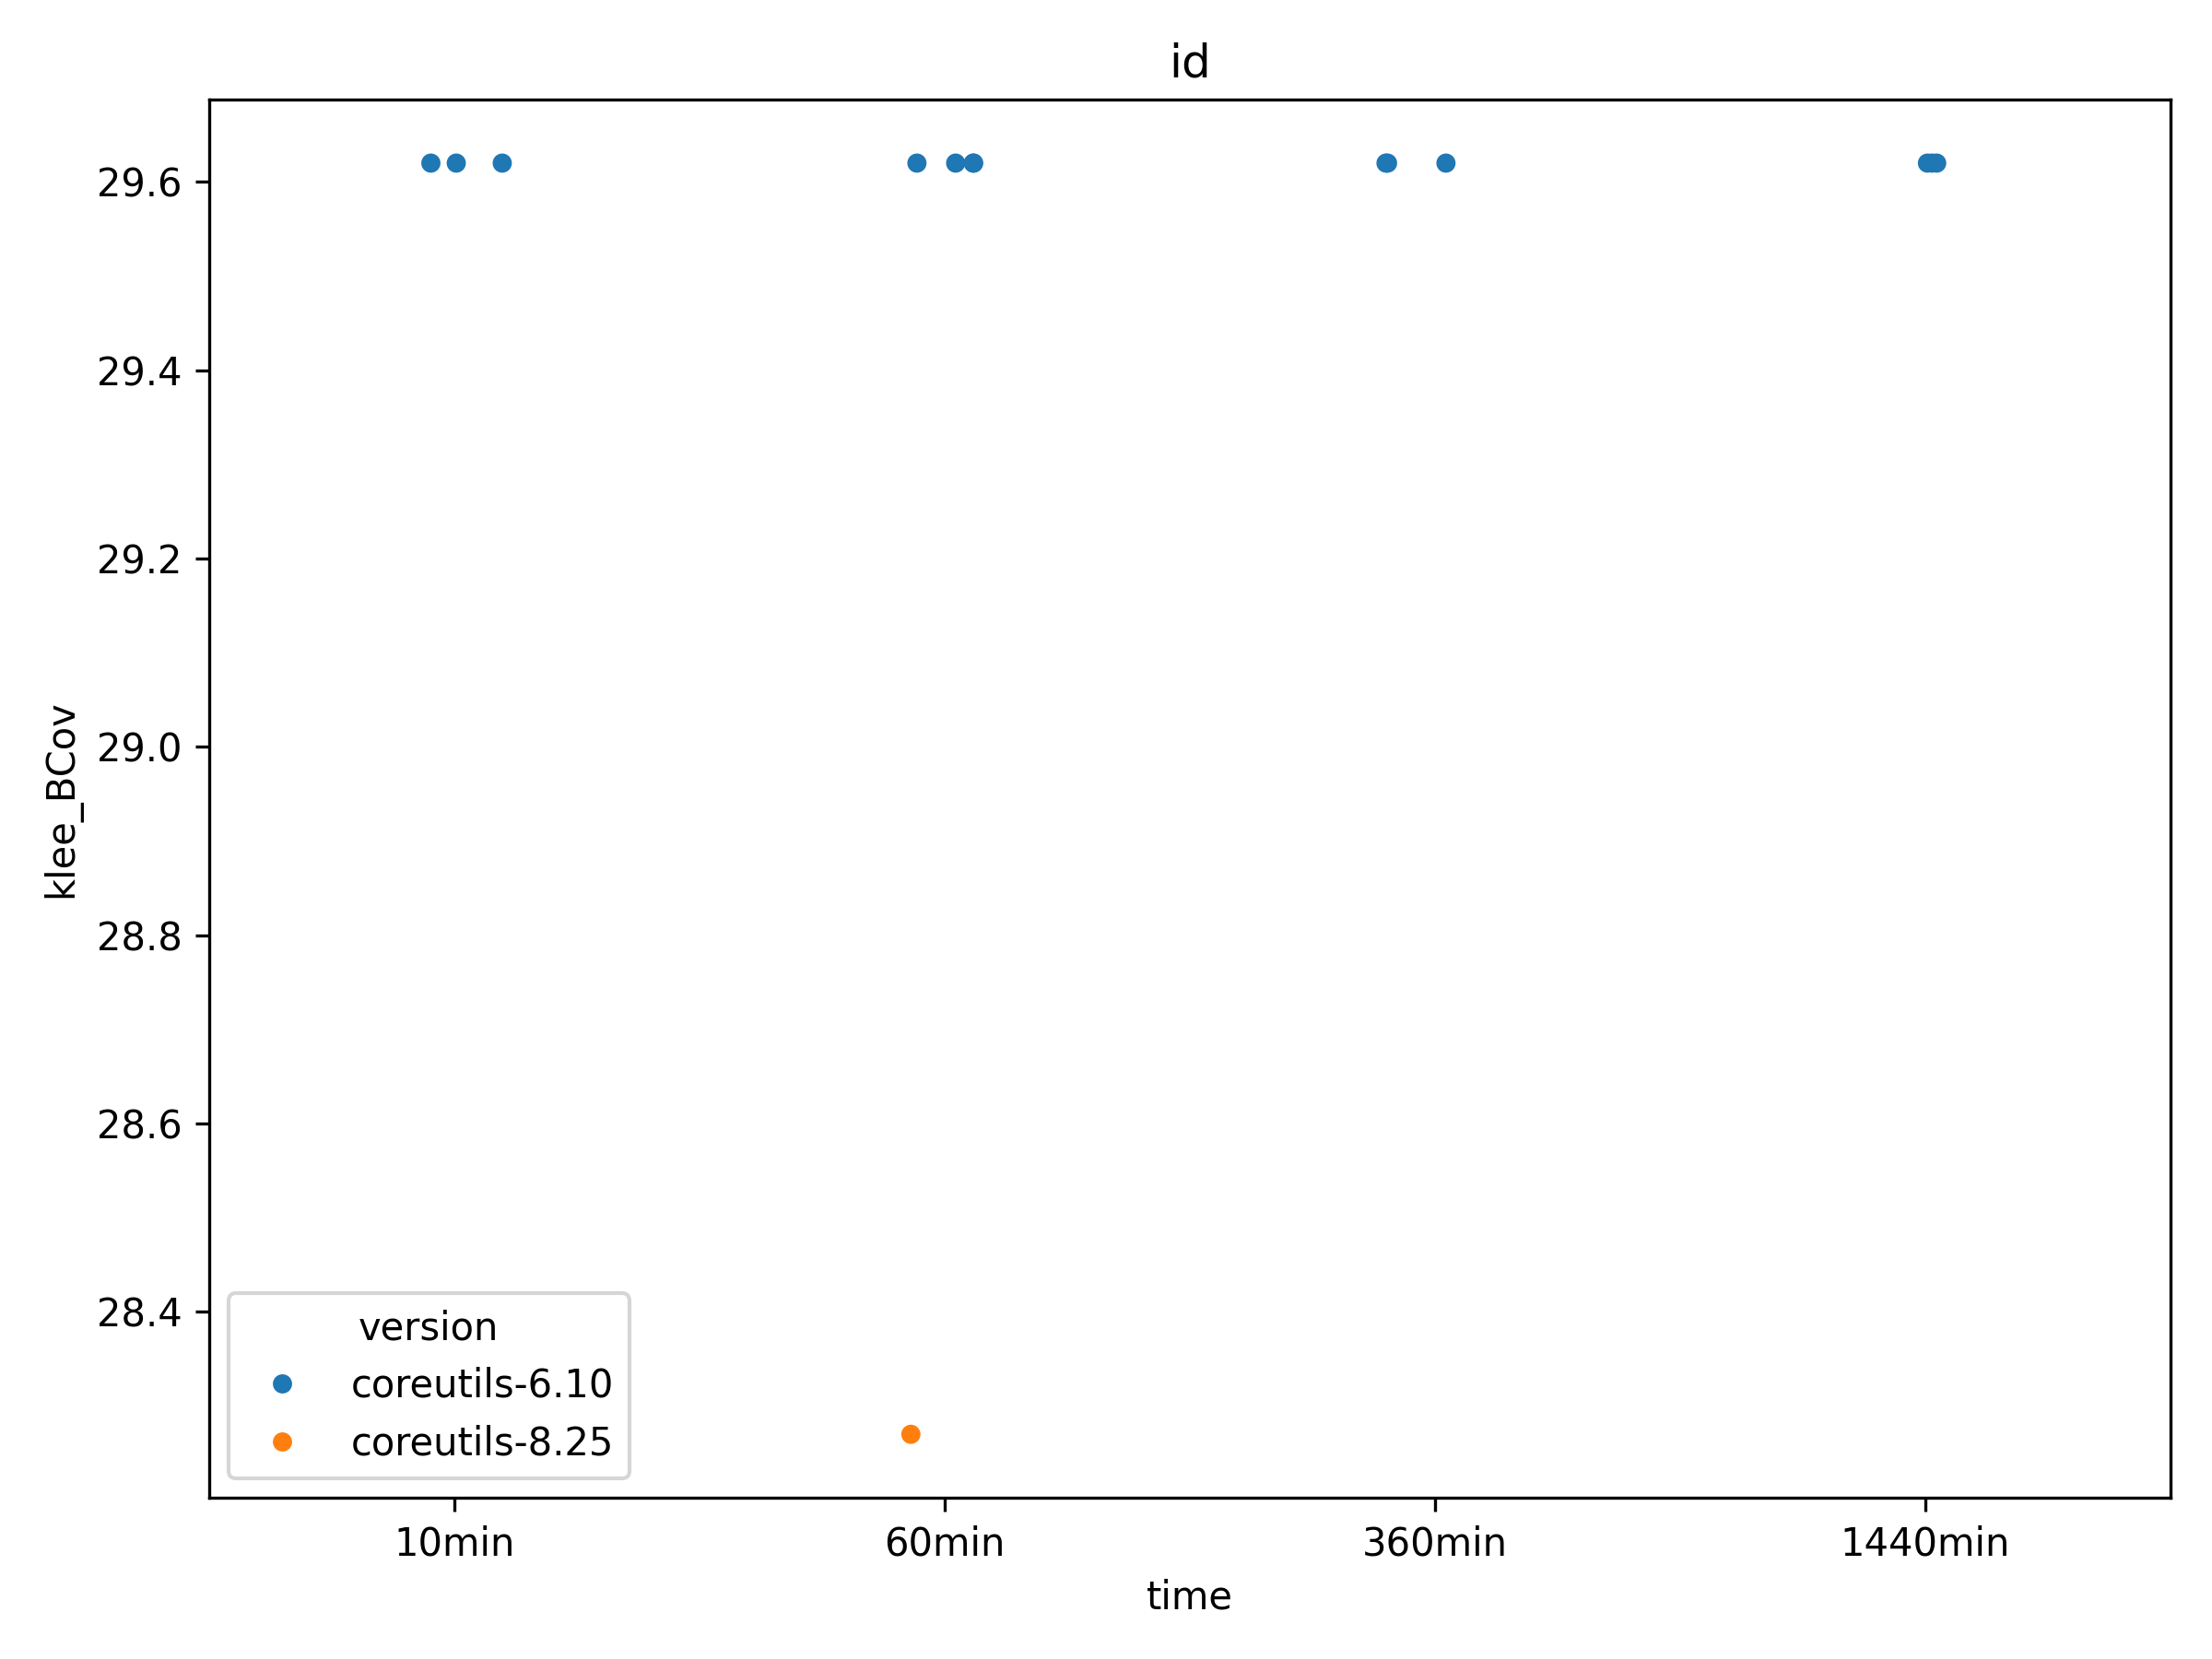 id
29.6
29.4
29.2
29.0
28.8
28.6
28.4
klee_BCov
version
coreutils-6.10
coreutils-8.25
10min
60min
360min
1440min
time